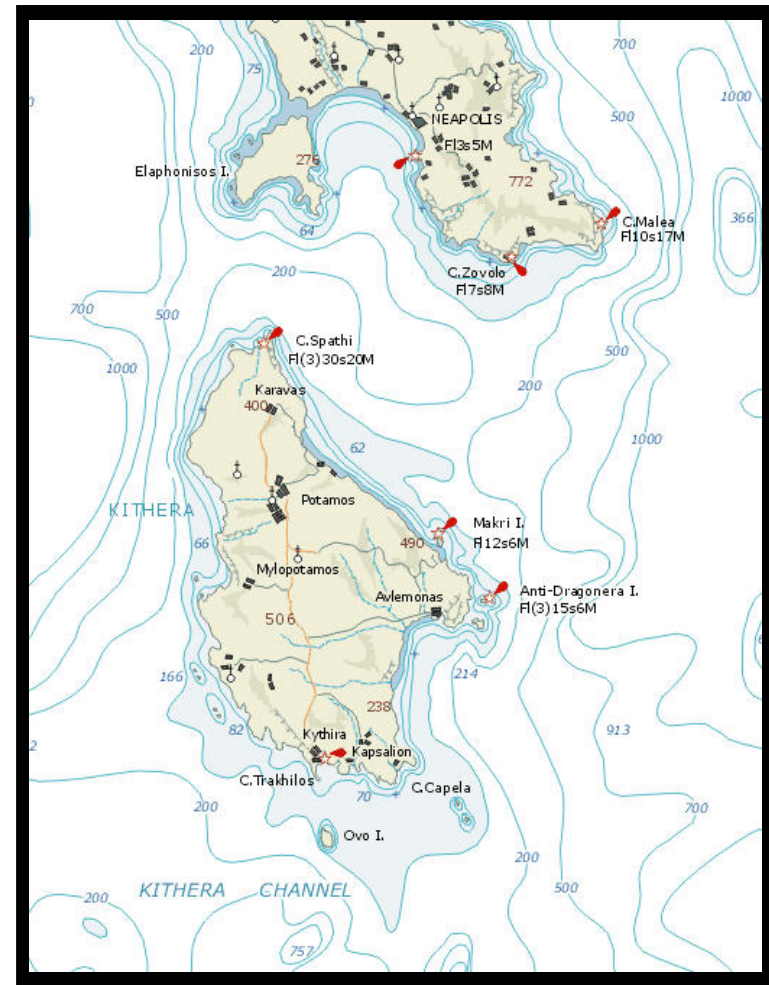 200
700
75
1000
0
NEAPOLIS
500
Fl3s5M
276
Elaphonisos I.
772
366
C.Malea
Fl10s17M
64
200
C.Zovolo
Fl7s8M
700
500
C.Spathi
Fl(3)30s20M
500
1000
200
Karavas
400
1000
62
Potamos
KITHERA
Makri I.
Fl12s6M
490
66
Mylopotamos
Avlemonas
Anti-Dragonera I.
Fl(3)15s6M
506
166
214
238
82
913
Kythira
Kapsalion
2
C.Trakhilos
70
C.Capela
200
700
Ovo I.
200
KITHERA CHANNEL
200
500
757